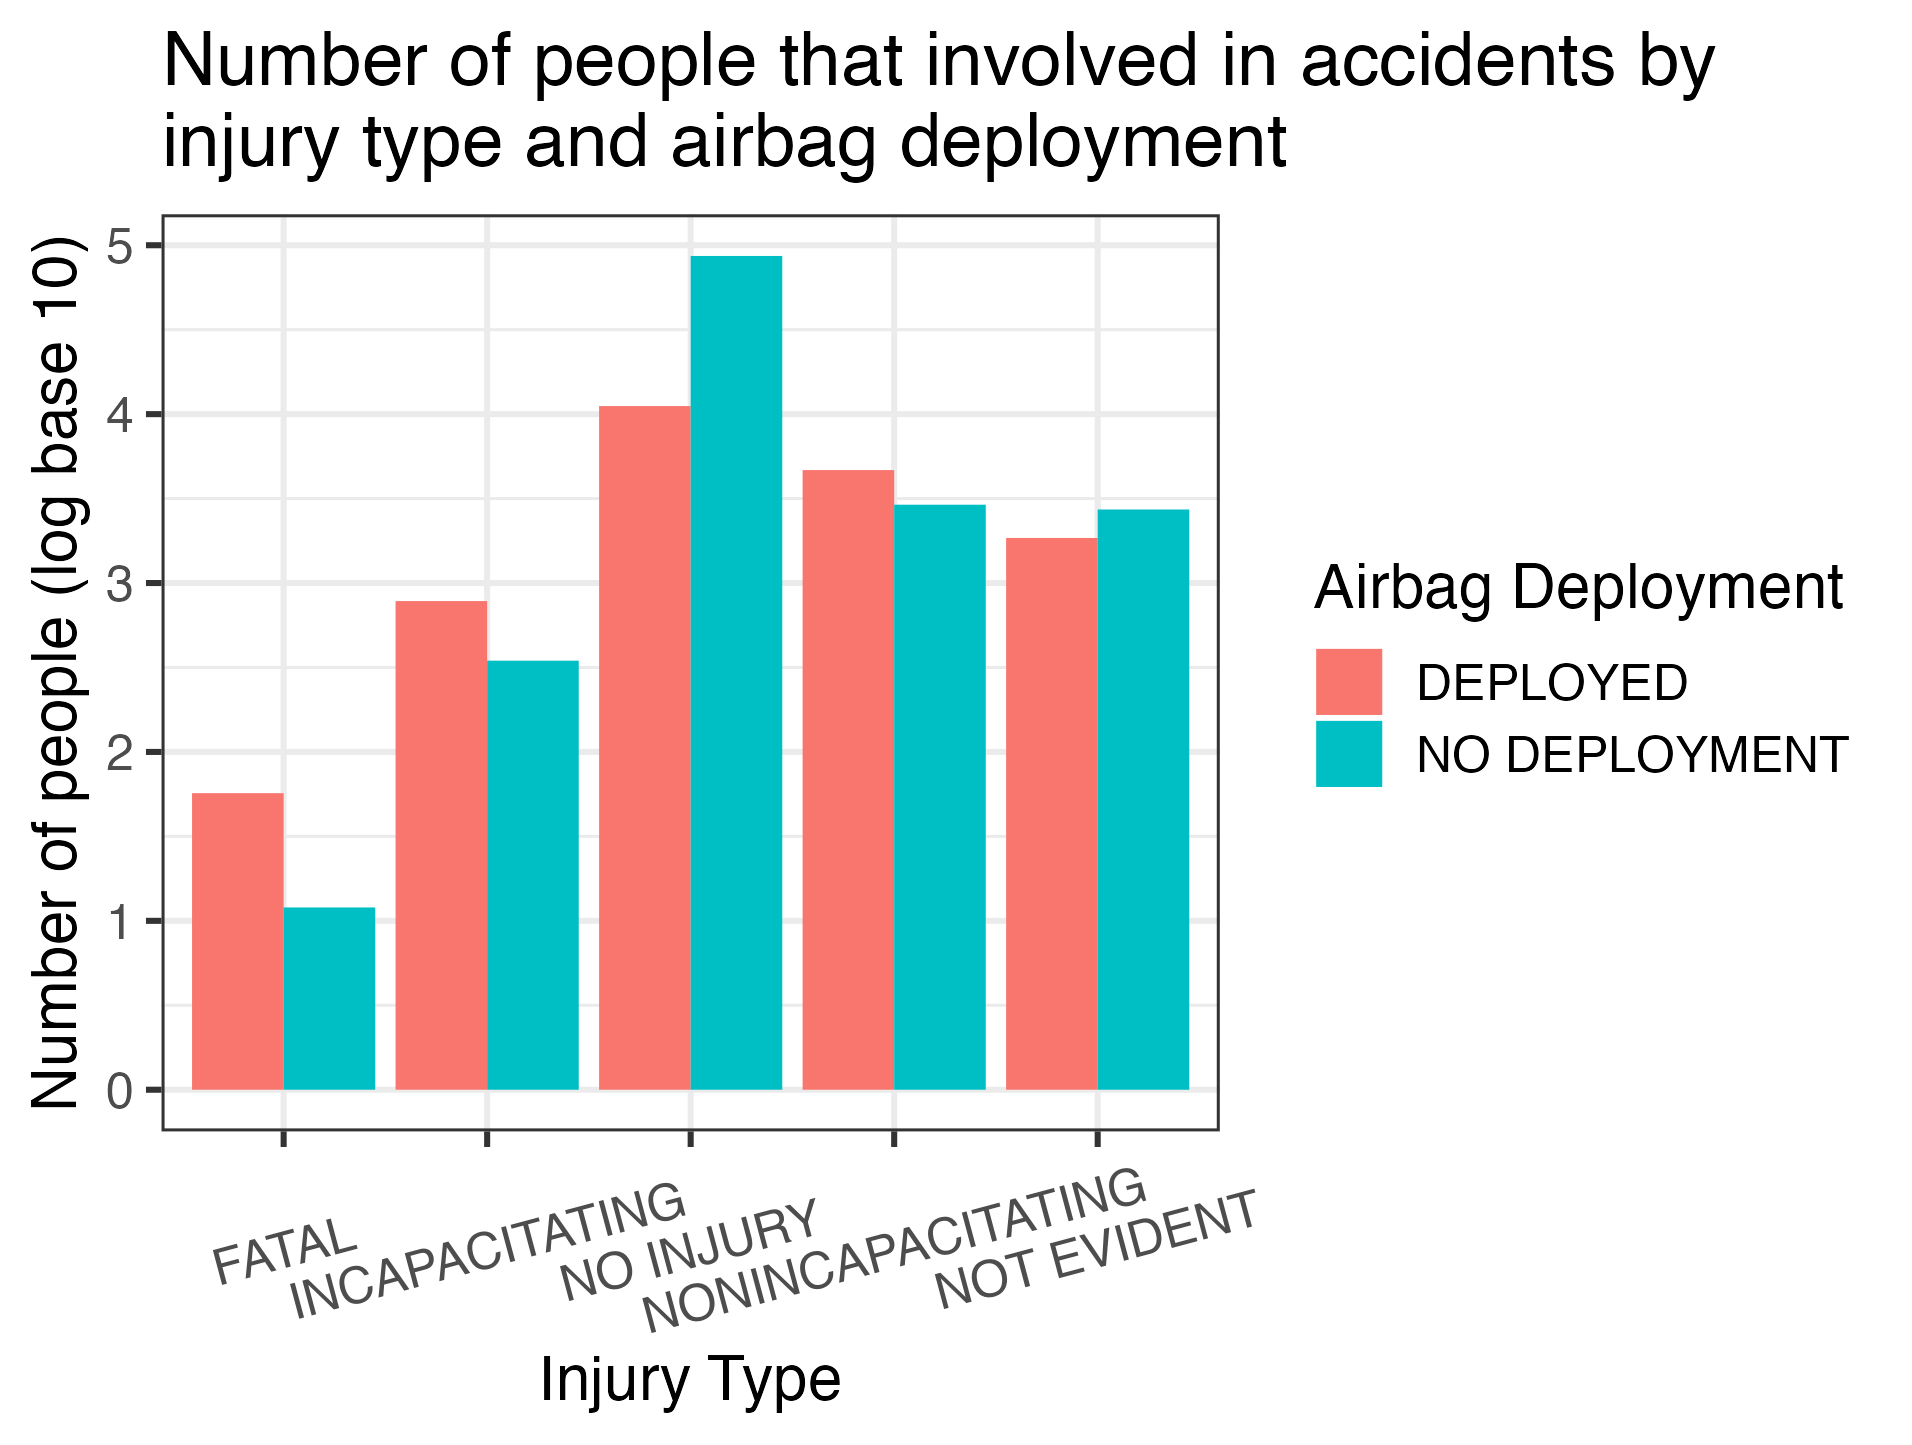 Number of people that involved in accidents by
injury type and airbag deployment
Number of people (log base 10)
5
4
3
2
1
0
FATAL
INCAPACITATING
NO INJURY
NONINCAPACITATING
NOT EVIDENT
Injury Type
Airbag Deployment
DEPLOYED
NO DEPLOYMENT